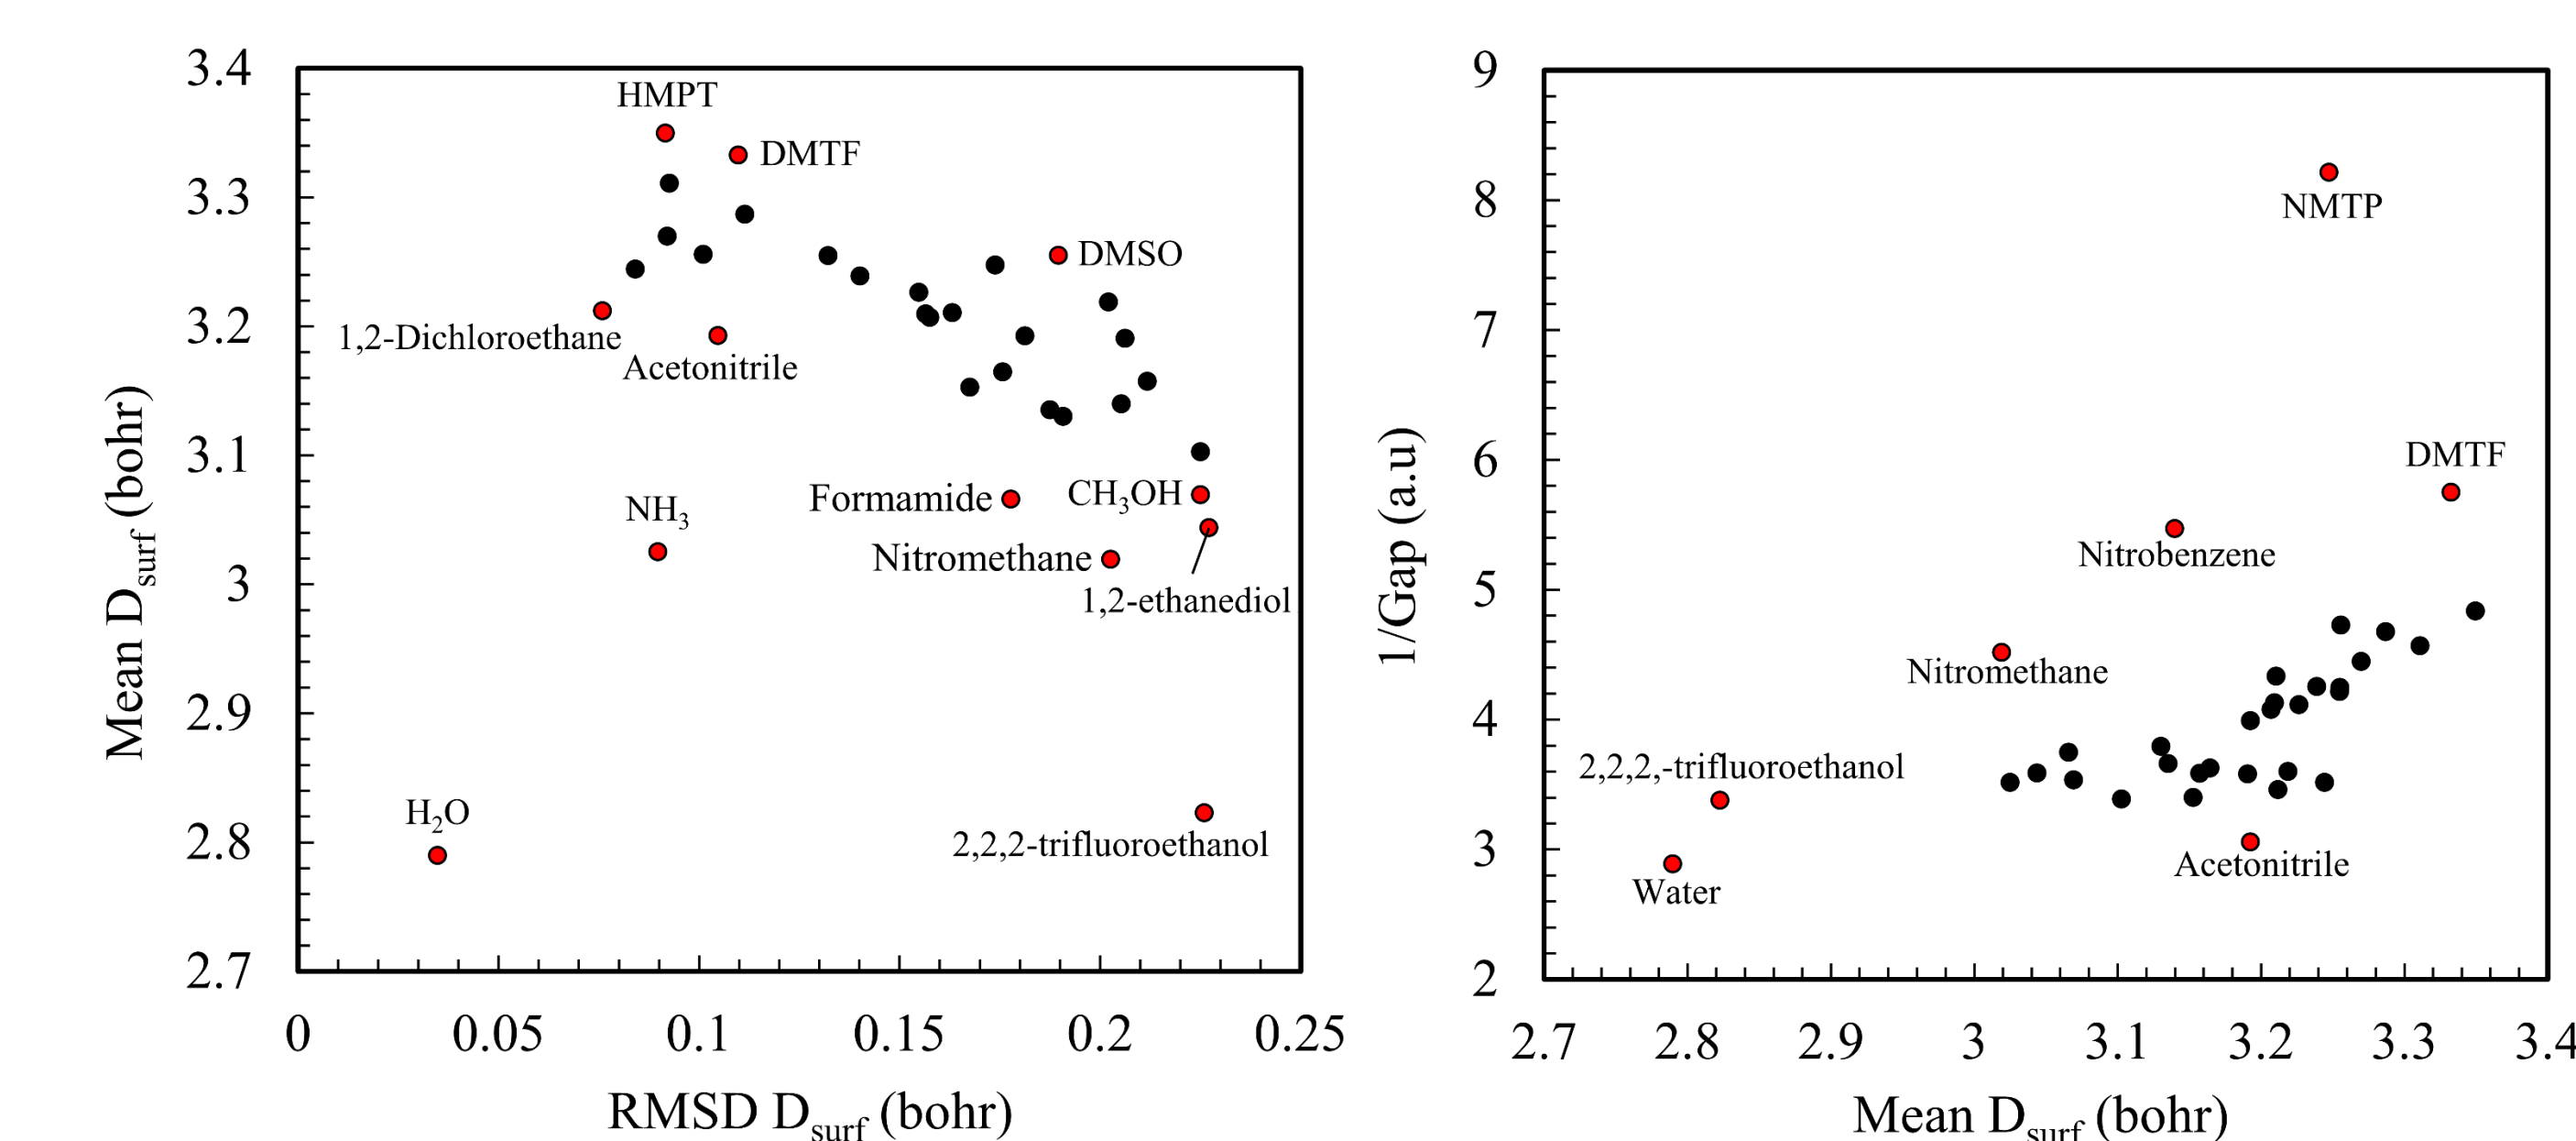 3.4
3.3
3.2
3.1
3
2.9
2.8
2.7
Mean D_surf (bohr)
HMPT
DMTF
DMSO
1,2-Dichloroethane
Acetonitrile
NH₃
Formamide
CH₃OH
Nitromethane
1,2-ethanediol
H₂O
2,2,2-trifluoroethanol
0 0.05 0.1 0.15 0.2 0.25
RMSD D_surf (bohr)
9
8
7
6
5
4
3
2
1/Gap (a.u)
NMTP
DMTF
Nitrobenzene
Nitromethane
2,2,2,-trifluoroethanol
Acetonitrile
Water
2.7 2.8 2.9 3 3.1 3.2 3.3 3.4
Mean D_surf (bohr)